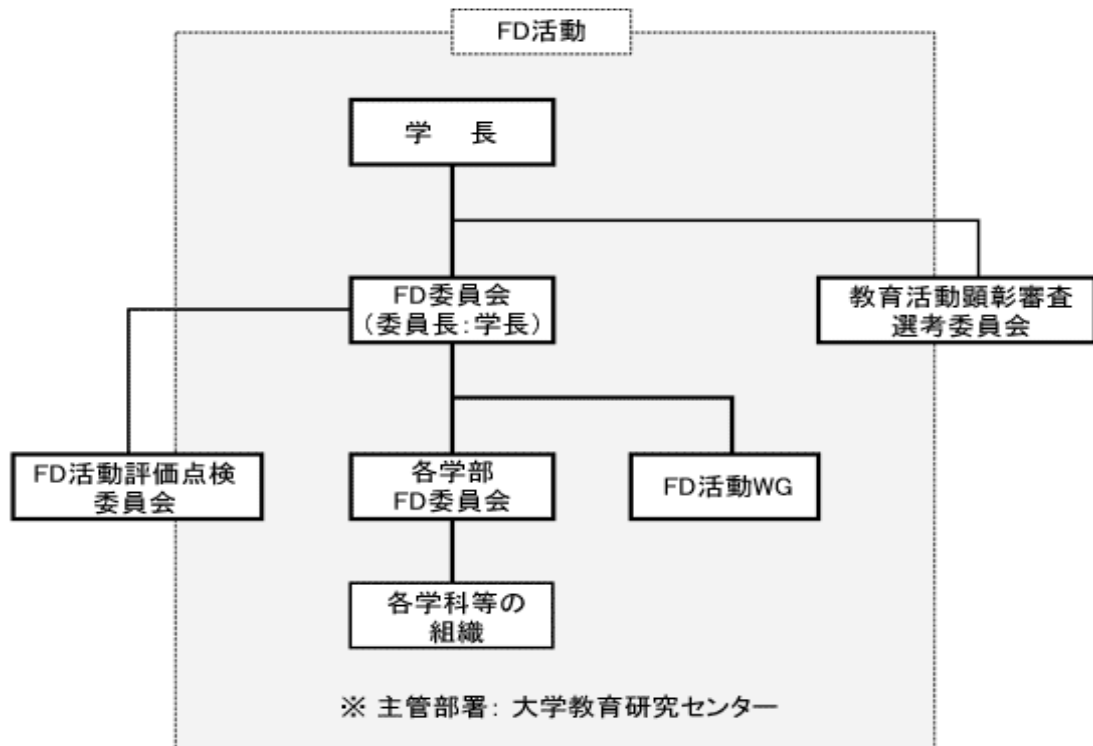 FD活動
学　長
FD委員会
（委員長：学長）
教育活動顕彰審査
選考委員会
FD活動評価点検
委員会
各学部
FD委員会
FD活動WG
各学科等の
組織
※ 主管部署： 大学教育研究センター